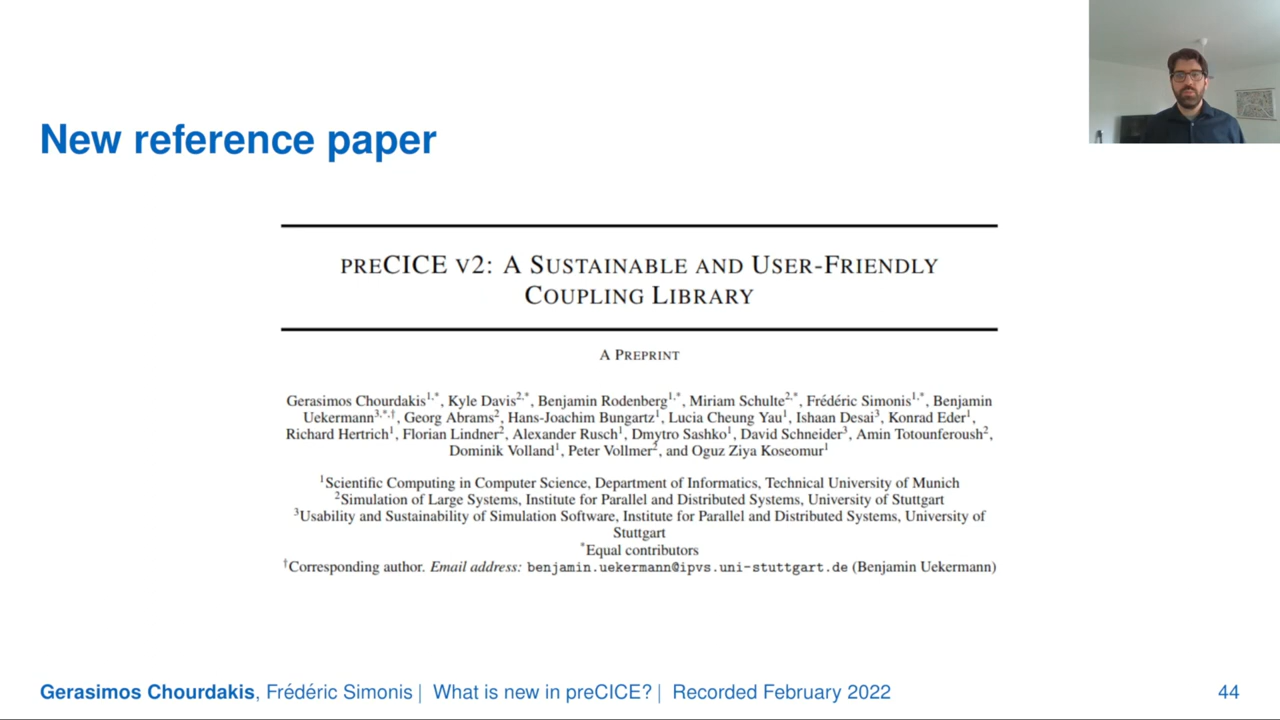 New reference paper
PRECICE V2: A SUSTAINABLE AND USER-FRIENDLY
COUPLING LIBRARY
A PREPRINT
Gerasimos Chourdakis1,*, Kyle Davis2,*, Benjamin Rodenberg1,*, Miriam Schulte2,*, Frédéric Simonis1,*, Benjamin
Uekermann3,*,†, Georg Abrams2, Hans-Joachim Bungartz1, Lucia Cheung Yau1, Ishaan Desai3, Konrad Eder1,
Richard Hertrich1, Florian Lindner2, Alexander Rusch1, Dmytro Sashko1, David Schneider3, Amin Totounferoush2,
Dominik Volland1, Peter Vollmer2, and Oguz Ziya Koseomur1
1Scientific Computing in Computer Science, Department of Informatics, Technical University of Munich
2Simulation of Large Systems, Institute for Parallel and Distributed Systems, University of Stuttgart
3Usability and Sustainability of Simulation Software, Institute for Parallel and Distributed Systems, University of
Stuttgart
*Equal contributors
†Corresponding author. Email address: benjamin.uekermann@ipvs.uni-stuttgart.de (Benjamin Uekermann)
Gerasimos Chourdakis, Frédéric Simonis | What is new in preCICE? | Recorded February 2022 44